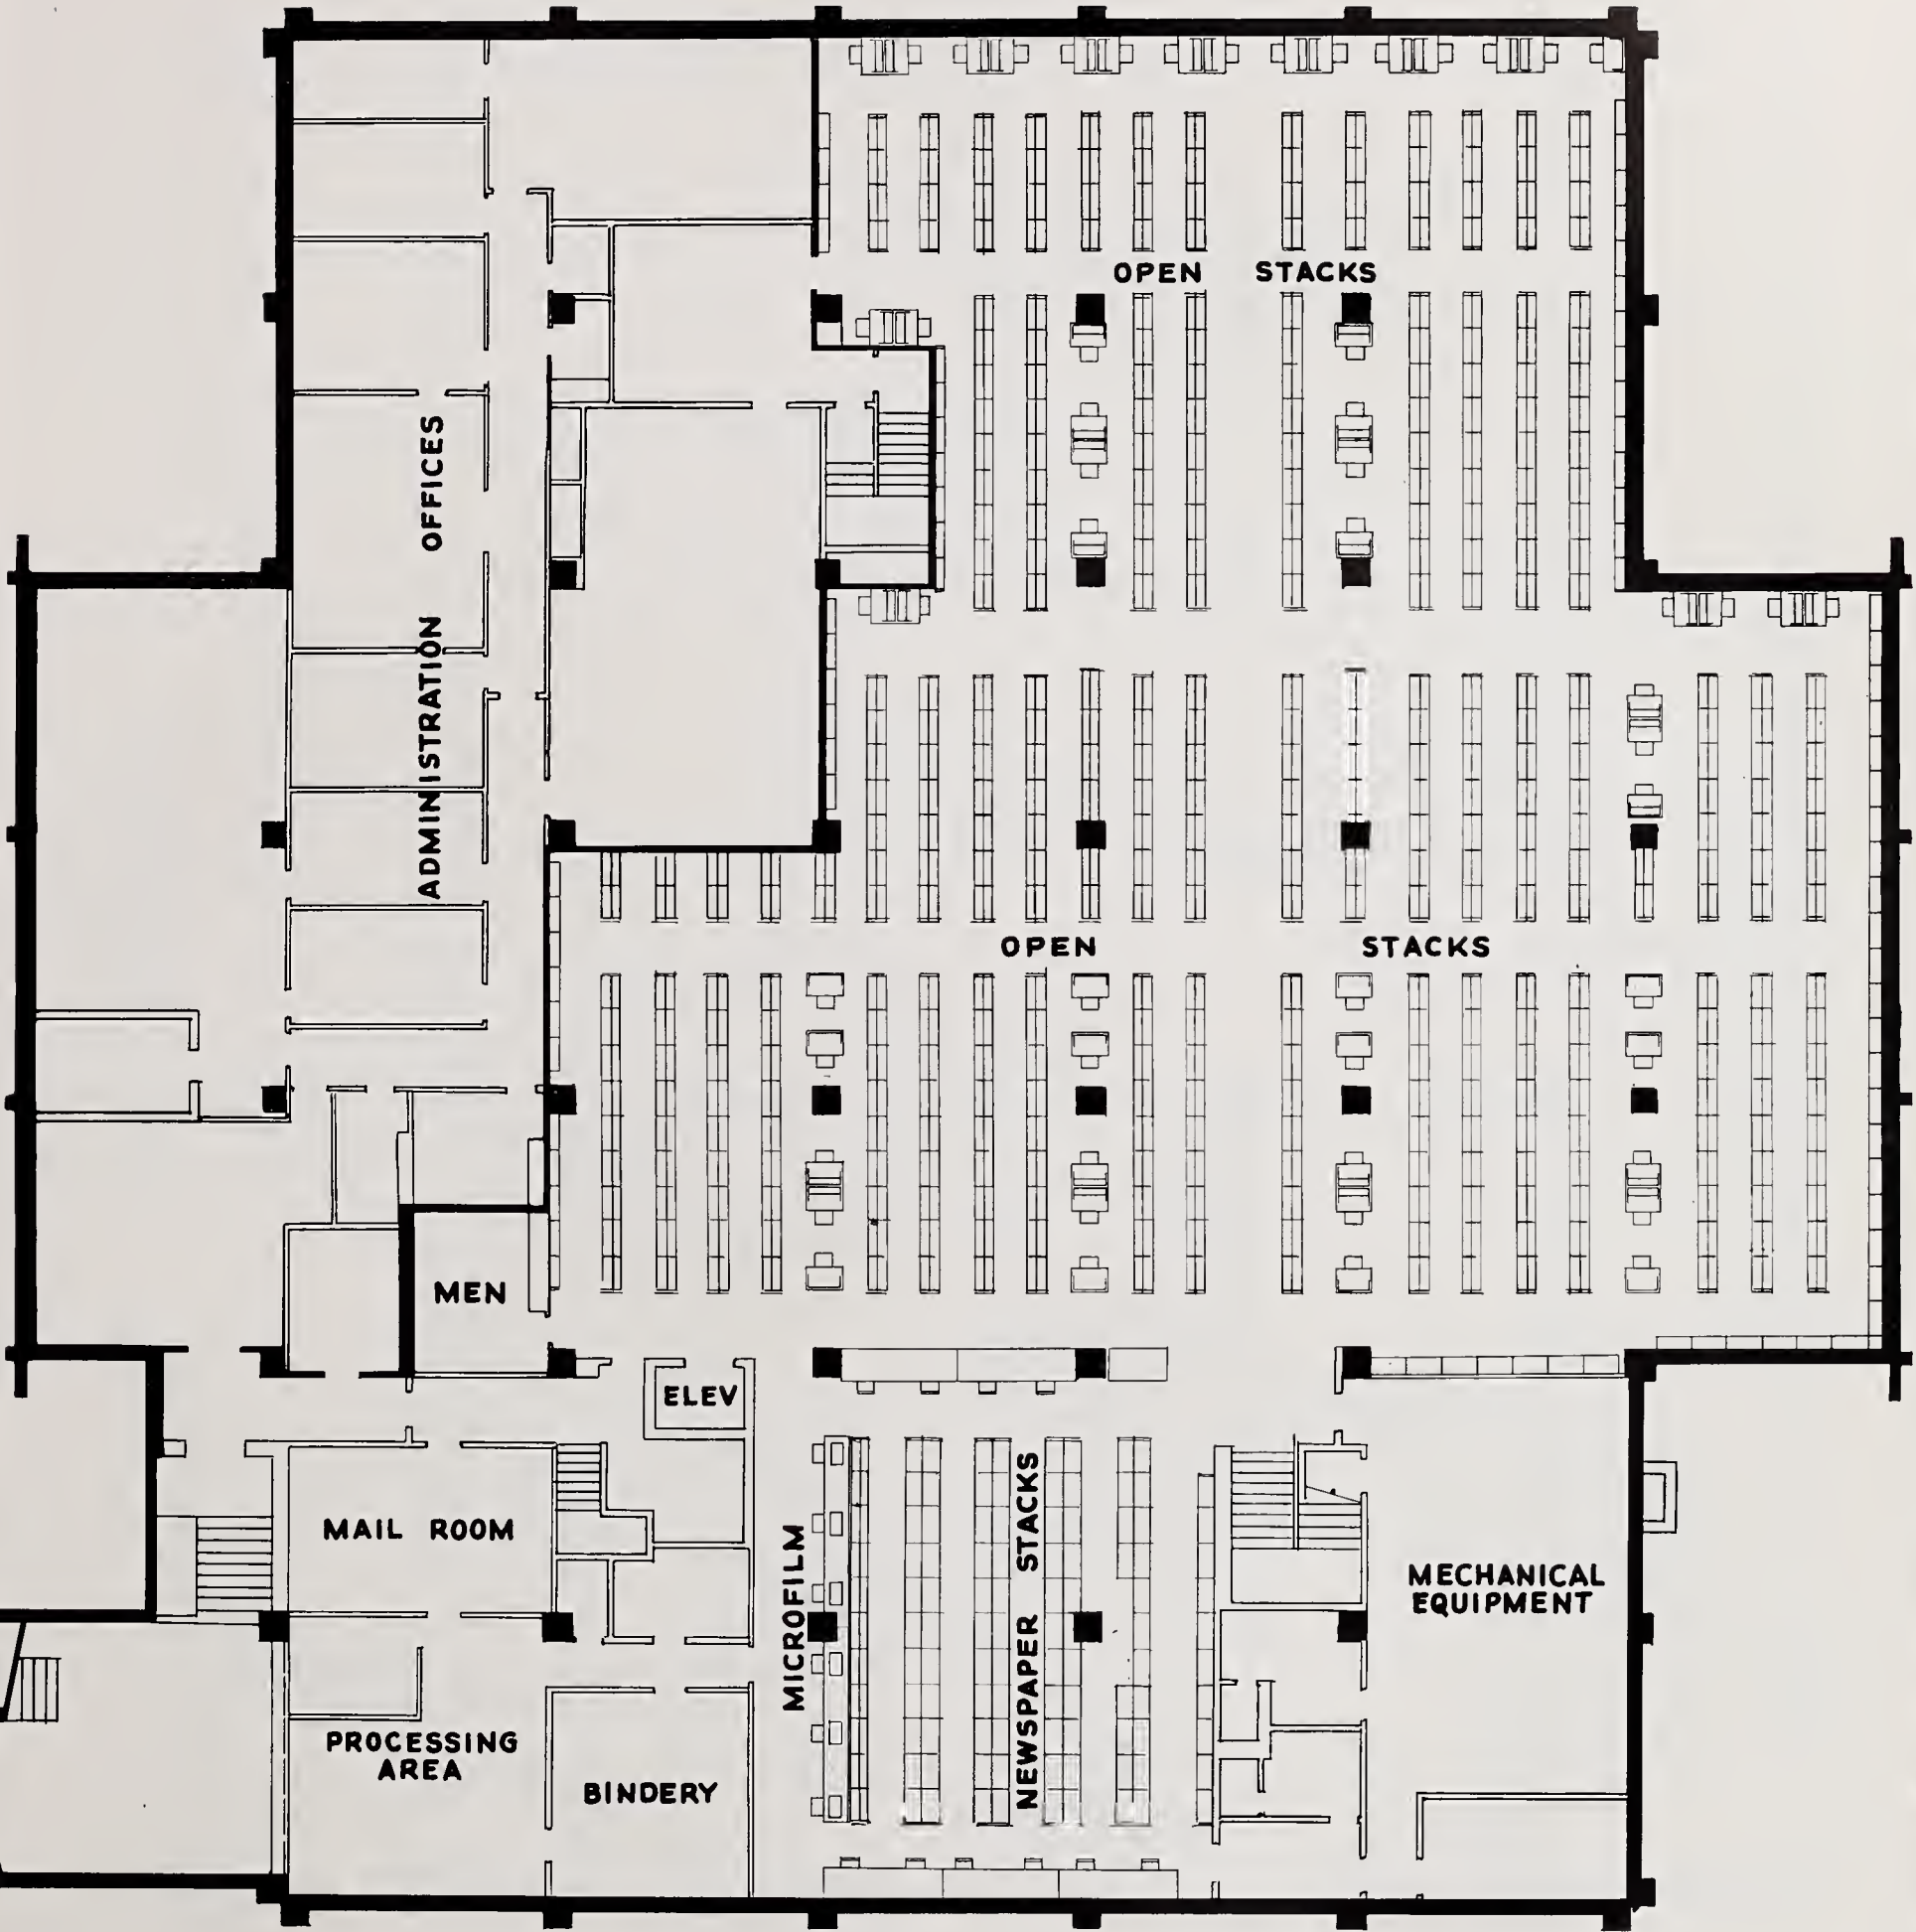 OPEN STACKS
ADMINISTRATION OFFICES
OPEN STACKS
MEN
ELEV
MAIL ROOM
MICROFILM
NEWSPAPER STACKS
MECHANICAL
EQUIPMENT
PROCESSING
AREA
BINDERY